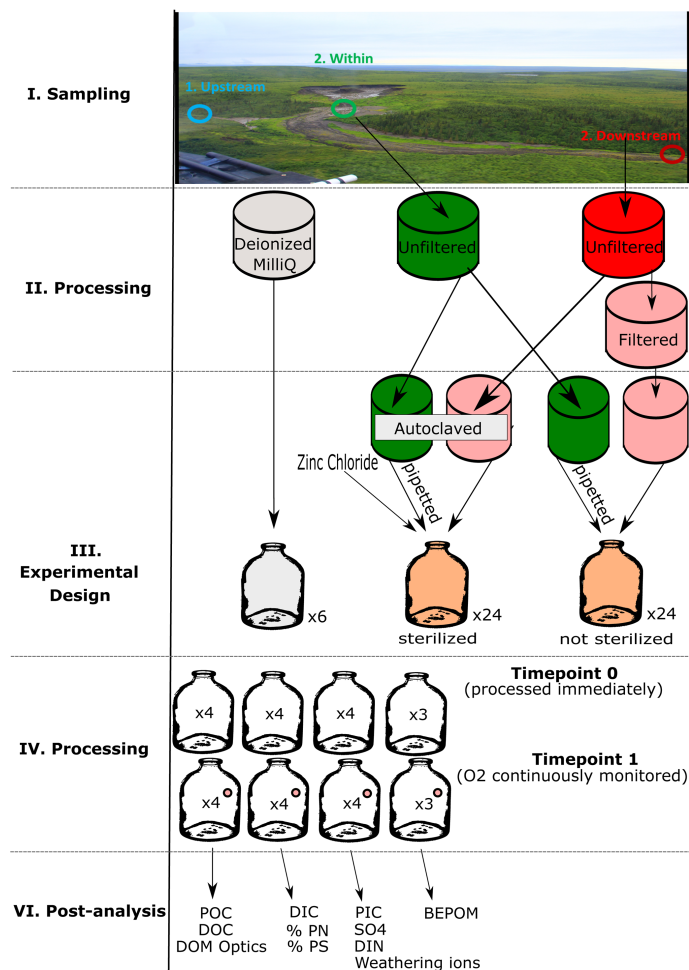 I. Sampling
1. Upstream
2. Within
2. Downstream
II. Processing
Deionized
MilliQ
Unfiltered
Unfiltered
Filtered
III.
Experimental
Design
Autoclaved
Zinc Chloride
pipetted
pipetted
x6
x24
sterilized
x24
not sterilized
IV. Processing
x4
x4
x4
x3
Timepoint 0
(processed immediately)
x4
x4
x4
x3
Timepoint 1
(O2 continuously monitored)
VI. Post-analysis
POC
DOC
DOM Optics
DIC
% PN
% PS
PIC
SO4
DIN
Weathering ions
BEPOM